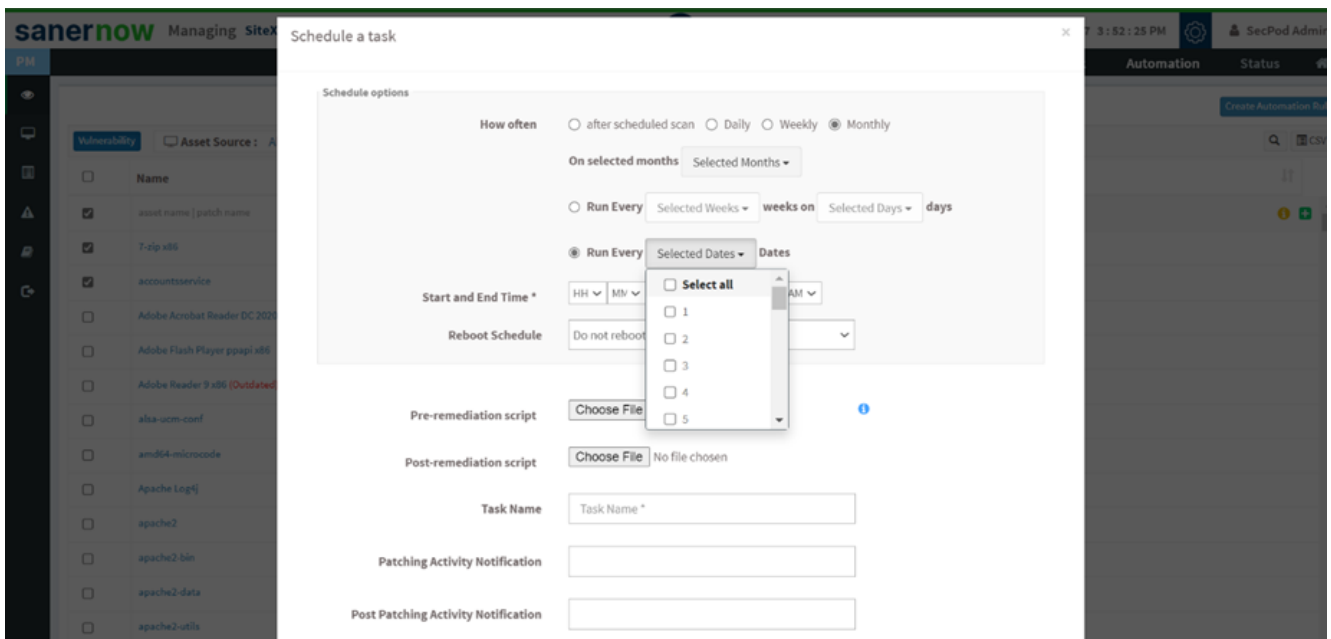 sanernow Managing SiteX
Schedule a task
×
7 3:52:25 PM
SecPod Admin
PM
Automation
Status
Schedule options
Create Automation Rul
How often
after scheduled scan
Daily
Weekly
Monthly
Vulnerability
Asset Source : A
CSV
On selected months
Selected Months
Name
Run Every
Selected Weeks
weeks on
Selected Days
days
asset name | patch name
7-zip x86
Run Every
Selected Dates
Dates
accountsservice
Select all
1
2
3
4
5
Start and End Time *
HH
MM
AM
Adobe Acrobat Reader DC 2020
Reboot Schedule
Do not reboot
Adobe Flash Player ppapi x86
Adobe Reader 9 x86 (Outdated)
Pre-remediation script
Choose File
alsa-ucm-conf
amd64-microcode
Post-remediation script
Choose File
No file chosen
Apache Log4j
Task Name
Task Name *
apache2
apache2-bin
Patching Activity Notification
apache2-data
Post Patching Activity Notification
apache2-utils